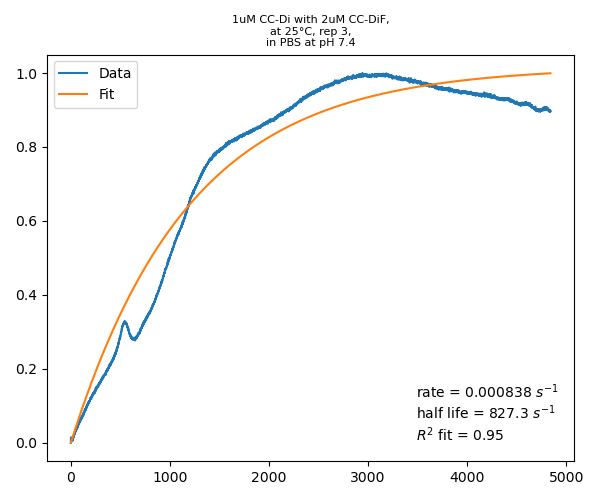 1uM CC-Di with 2uM CC-DiF,
at 25°C, rep 3,
in PBS at pH 7.4
Data
Fit
1.0
0.8
0.6
0.4
0.2
0.0
rate = 0.000838 s⁻¹
half life = 827.3 s⁻¹
R² fit = 0.95
0 1000 2000 3000 4000 5000